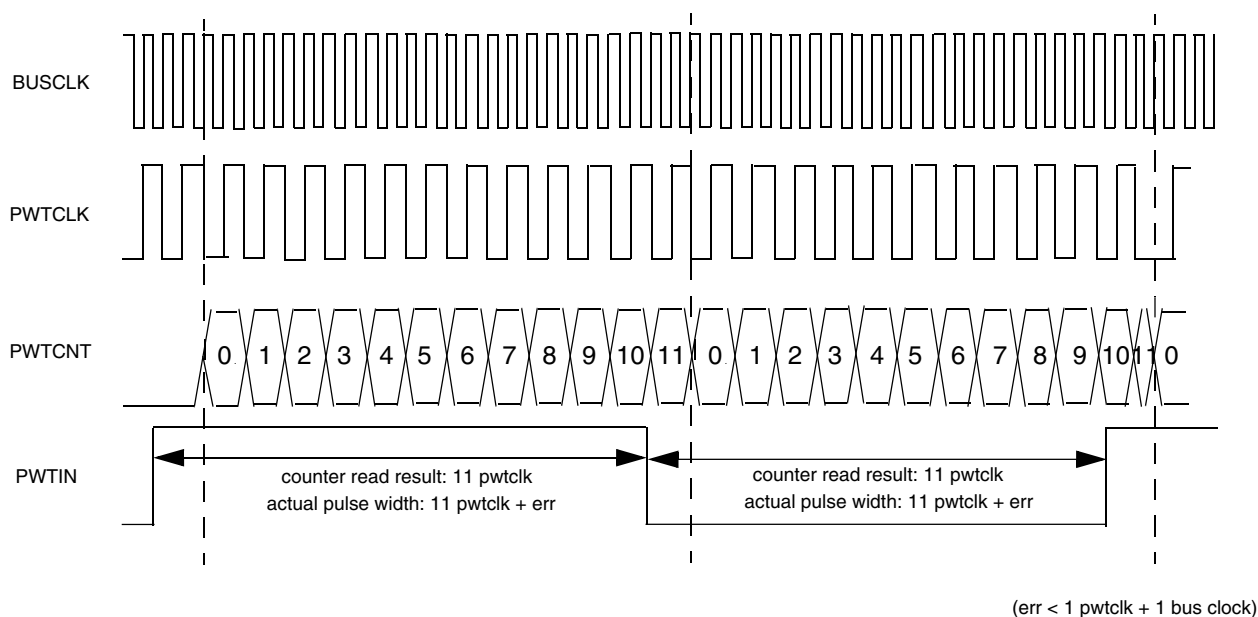 BUSCLK
PWTCLK
PWTCNT
0 1 2 3 4 5 6 7 8 9 10 11 0 1 2 3 4 5 6 7 8 9 10 11 0
PWTIN
counter read result: 11 pwtclk
actual pulse width: 11 pwtclk + err
counter read result: 11 pwtclk
actual pulse width: 11 pwtclk + err
(err < 1 pwtclk + 1 bus clock)